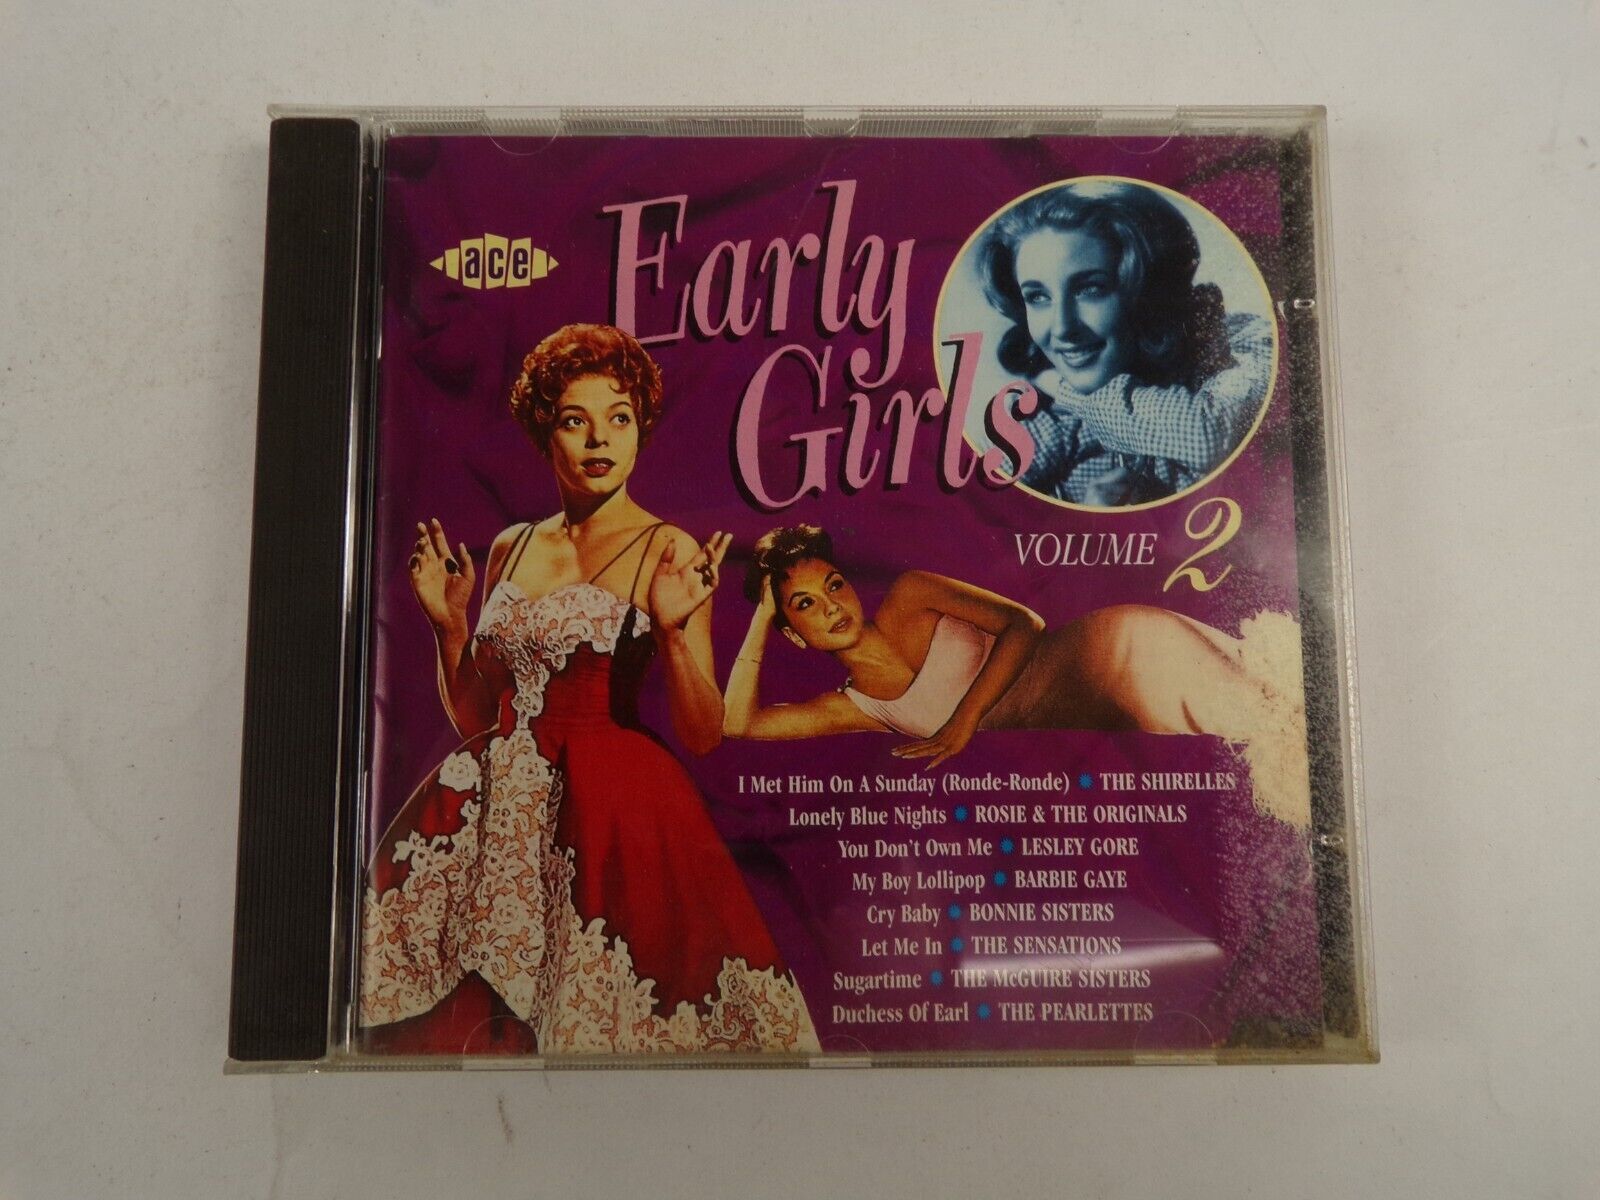 ace
Early
Girls
VOLUME 2
I Met Him On A Sunday (Ronde-Ronde) * THE SHIRELLES
Lonely Blue Nights * ROSIE & THE ORIGINALS
You Don't Own Me * LESLEY GORE
My Boy Lollipop * BARBIE GAYE
Cry Baby * BONNIE SISTERS
Let Me In * THE SENSATIONS
Sugartime * THE McGUIRE SISTERS
Duchess Of Earl * THE PEARLETTES